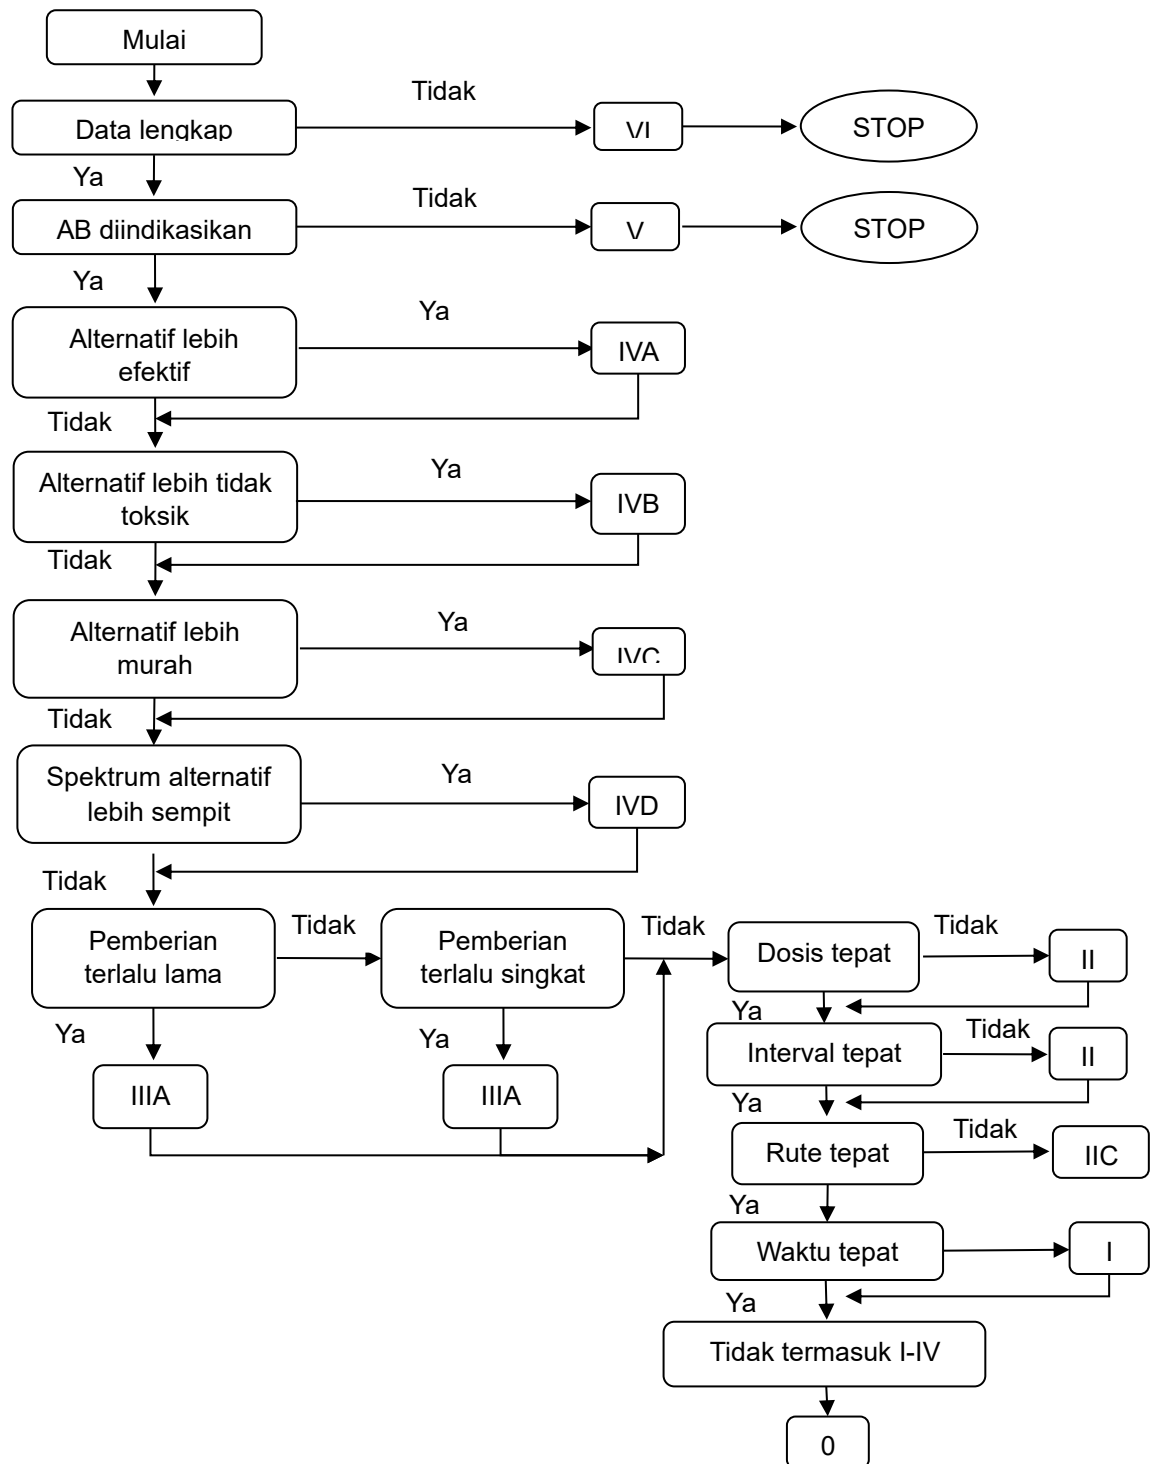 Mulai
Tidak
Data lengkap
VI
STOP
Ya
Tidak
AB diindikasikan
V
STOP
Ya
Ya
Alternatif lebih
efektif
IVA
Tidak
Ya
Alternatif lebih tidak
toksik
IVB
Tidak
Ya
Alternatif lebih
murah
IVC
Tidak
Ya
Spektrum alternatif
lebih sempit
IVD
Tidak
Pemberian
terlalu lama
Tidak
Pemberian
terlalu singkat
Tidak
Dosis tepat
Tidak
II
Ya
Ya
Ya
Interval tepat
Tidak
II
IIIA
IIIA
Ya
Rute tepat
Tidak
IIC
Ya
Waktu tepat
I
Ya
Tidak termasuk I-IV
0